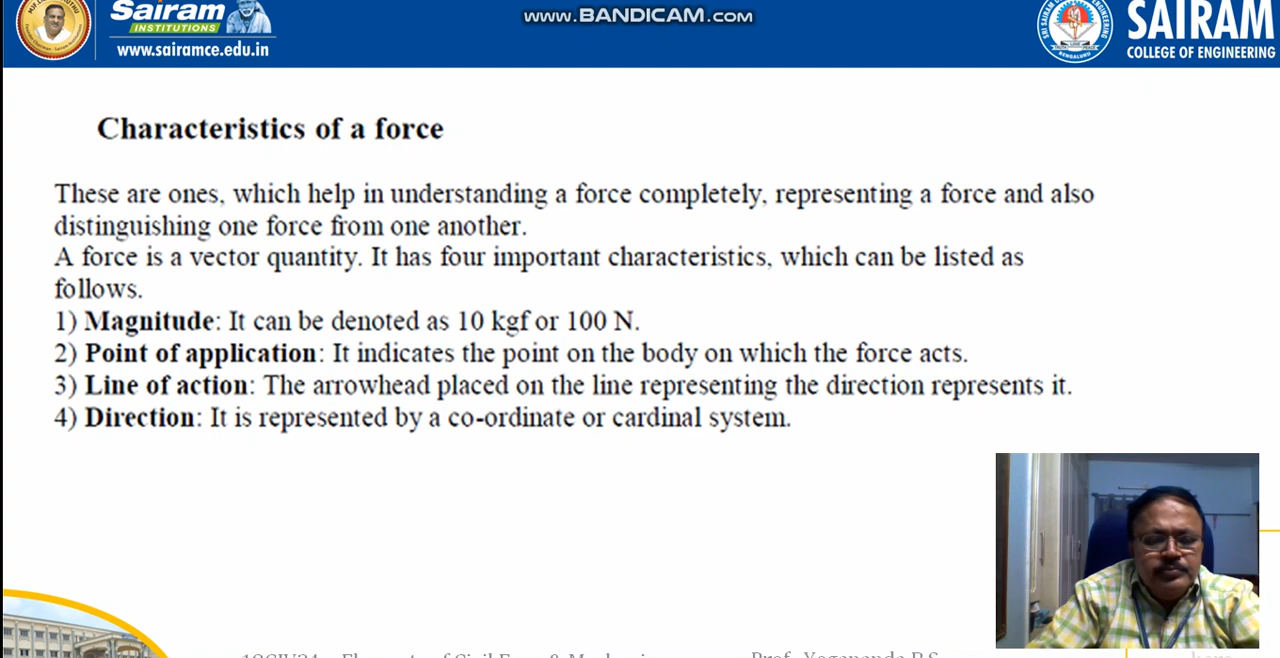 www.BANDICAM.com
Sairam
INSTITUTIONS
www.sairamce.edu.in
SAIRAM
COLLEGE OF ENGINEERING
BENGALURU
Characteristics of a force
These are ones, which help in understanding a force completely, representing a force and also
distinguishing one force from one another.
A force is a vector quantity. It has four important characteristics, which can be listed as
follows.
1) Magnitude: It can be denoted as 10 kgf or 100 N.
2) Point of application: It indicates the point on the body on which the force acts.
3) Line of action: The arrowhead placed on the line representing the direction represents it.
4) Direction: It is represented by a co-ordinate or cardinal system.